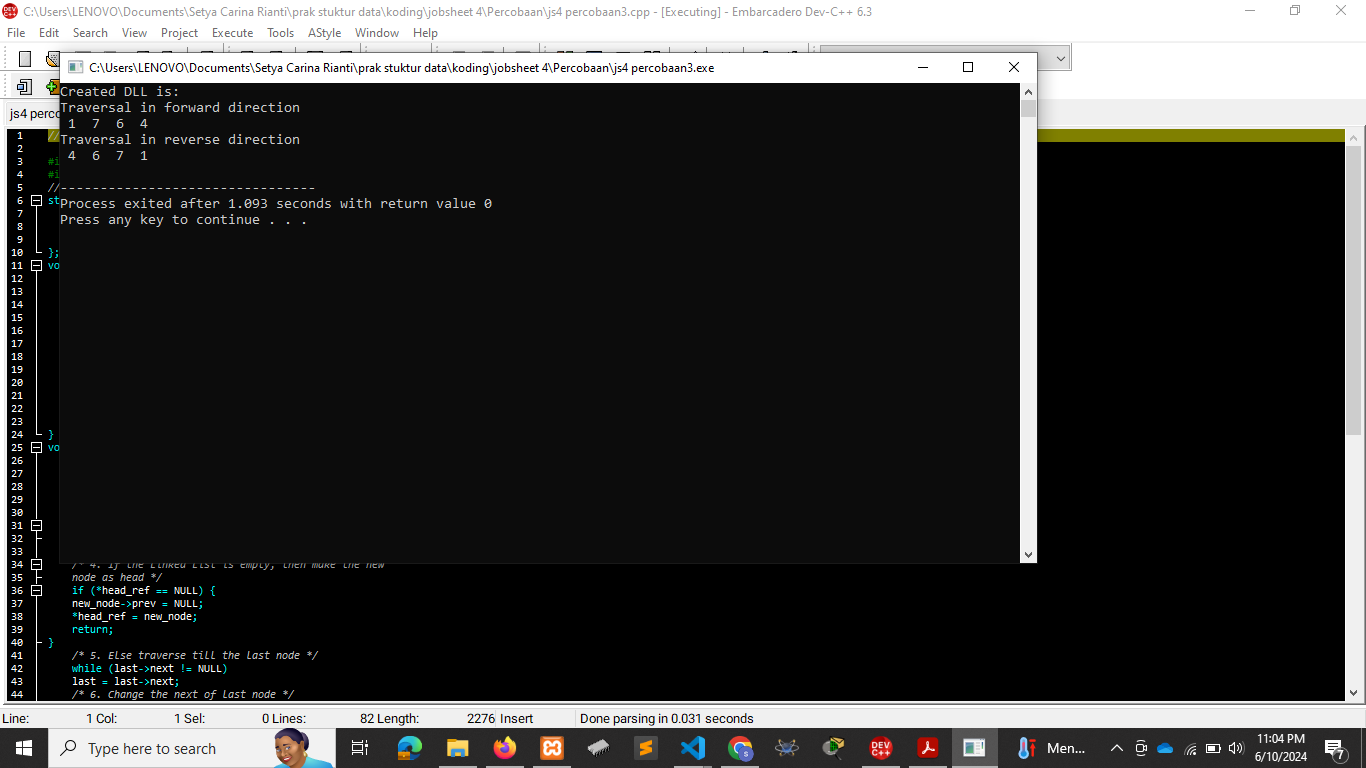 C:\Users\LENOVO\Documents\Setya Carina Rianti\prak stuktur data\koding\jobsheet 4\Percobaan\js4 percobaan3.cpp - [Executing] - Embarcadero Dev-C++ 6.3
File Edit Search View Project Execute Tools AStyle Window Help
C:\Users\LENOVO\Documents\Setya Carina Rianti\prak stuktur data\koding\jobsheet 4\Percobaan\js4 percobaan3.exe
Created DLL is:
Traversal in forward direction
1 7 6 4
Traversal in reverse direction
4 6 7 1
--------------------------------
Process exited after 1.093 seconds with return value 0
Press any key to continue . . .
js4 perco
1 //
2
3 #i
4 #i
5 //
6 st
7
8
9
10 };
11 vo
12
13
14
15
16
17
18
19
20
21
22
23
24 }
25 vo
26
27
28
29
30
31
32
33
34 /* 4. If the Linked List is empty, then make the new
35 node as head */
36 if (*head_ref == NULL) {
37 new_node->prev = NULL;
38 *head_ref = new_node;
39 return;
40 }
41 /* 5. Else traverse till the last node */
42 while (last->next != NULL)
43 last = last->next;
44 /* 6. Change the next of last node */
Line: 1 Col: 1 Sel: 0 Lines: 82 Length: 2276 Insert Done parsing in 0.031 seconds
Type here to search
DEV C++
Men...
11:04 PM
6/10/2024
7